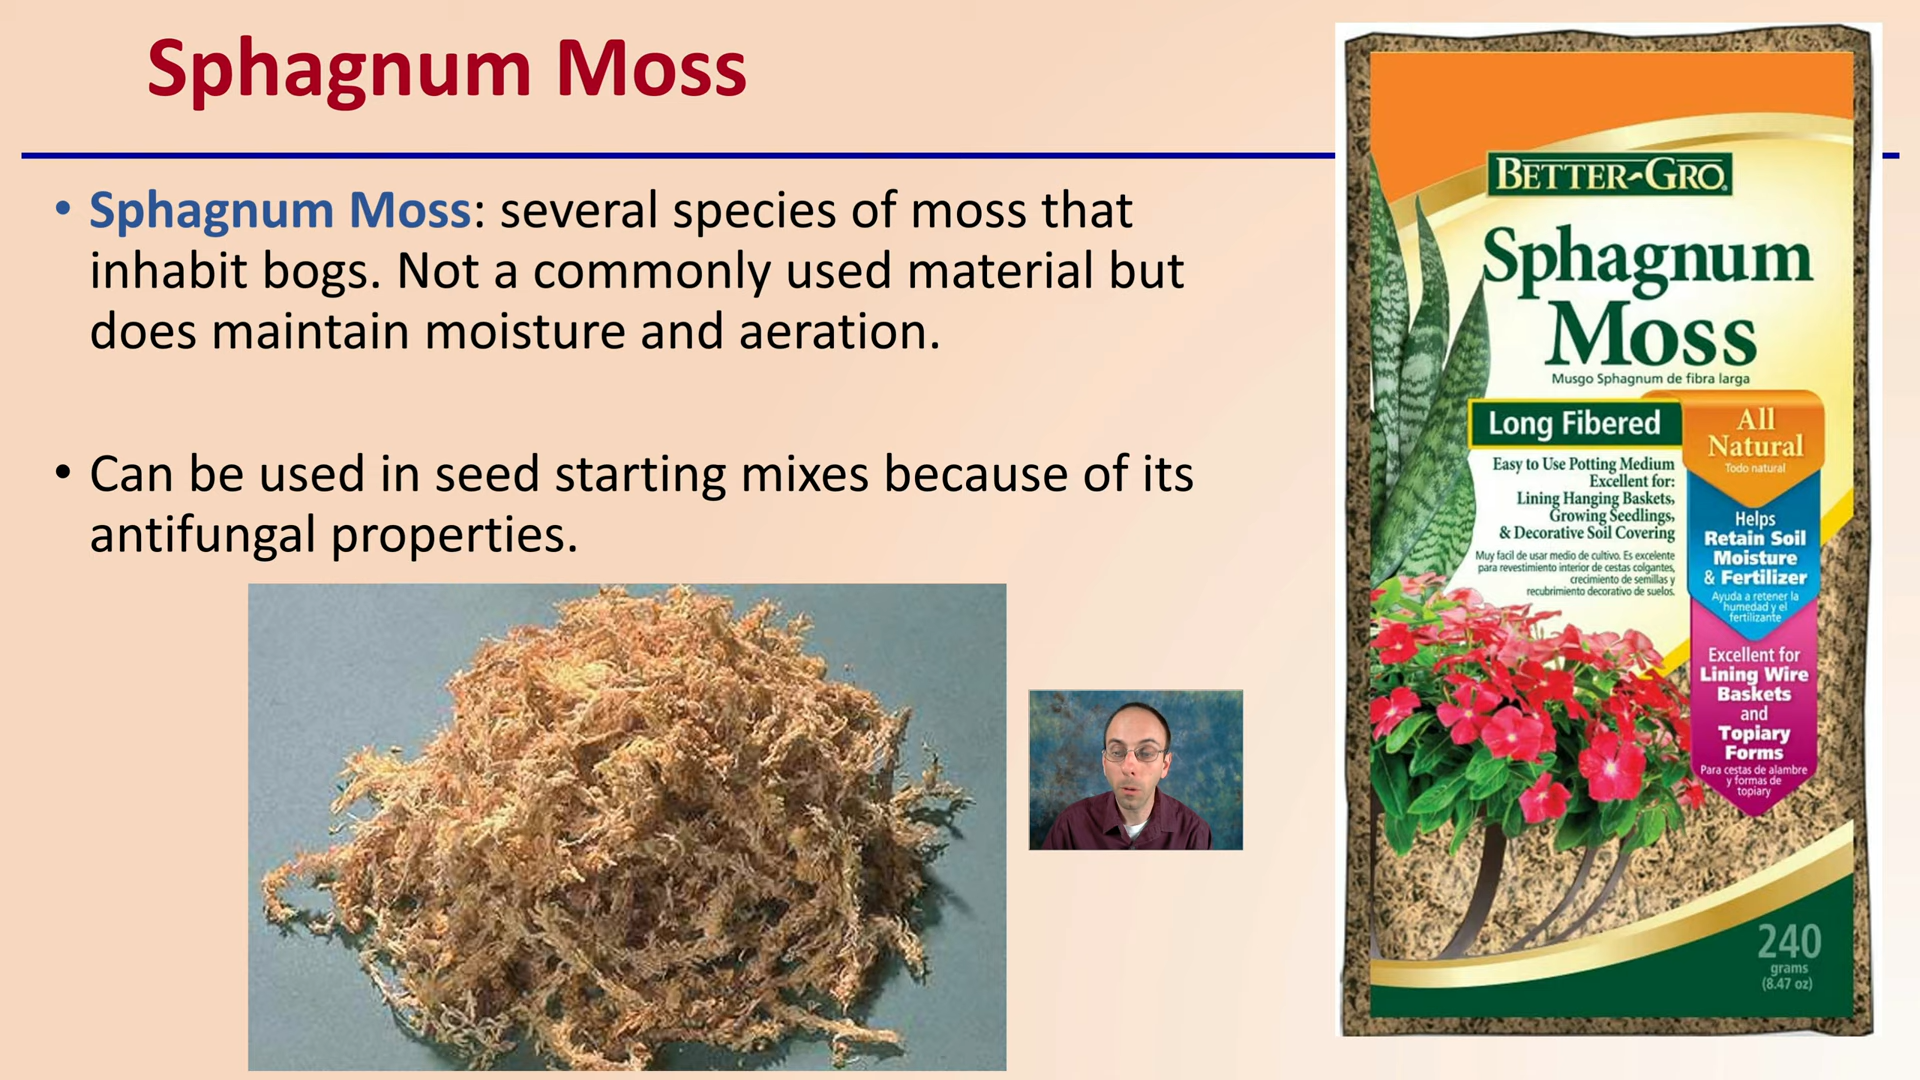 Sphagnum Moss
• Sphagnum Moss: several species of moss that
inhabit bogs. Not a commonly used material but
does maintain moisture and aeration.
• Can be used in seed starting mixes because of its
antifungal properties.
BETTER-GRO®
Sphagnum
Moss
Musgo Sphagnum de fibra larga
Long Fibered
Easy to Use Potting Medium
Excellent for:
Lining Hanging Baskets,
Growing Seedlings,
& Decorative Soil Covering
Muy facil de usar medio de cultivo. Es excelente
para revestimiento interior de cestas colgantes,
crecimiento de semillas y
recubrimiento decorativo de suelos.
All
Natural
Todo natural
Helps
Retain Soil
Moisture
& Fertilizer
Ayuda a retener la
humedad y el
fertilizante
Excellent for
Lining Wire
Baskets
and
Topiary
Forms
Para cestas de alambre
y formas de
topiary
240
grams
(8.47 oz)